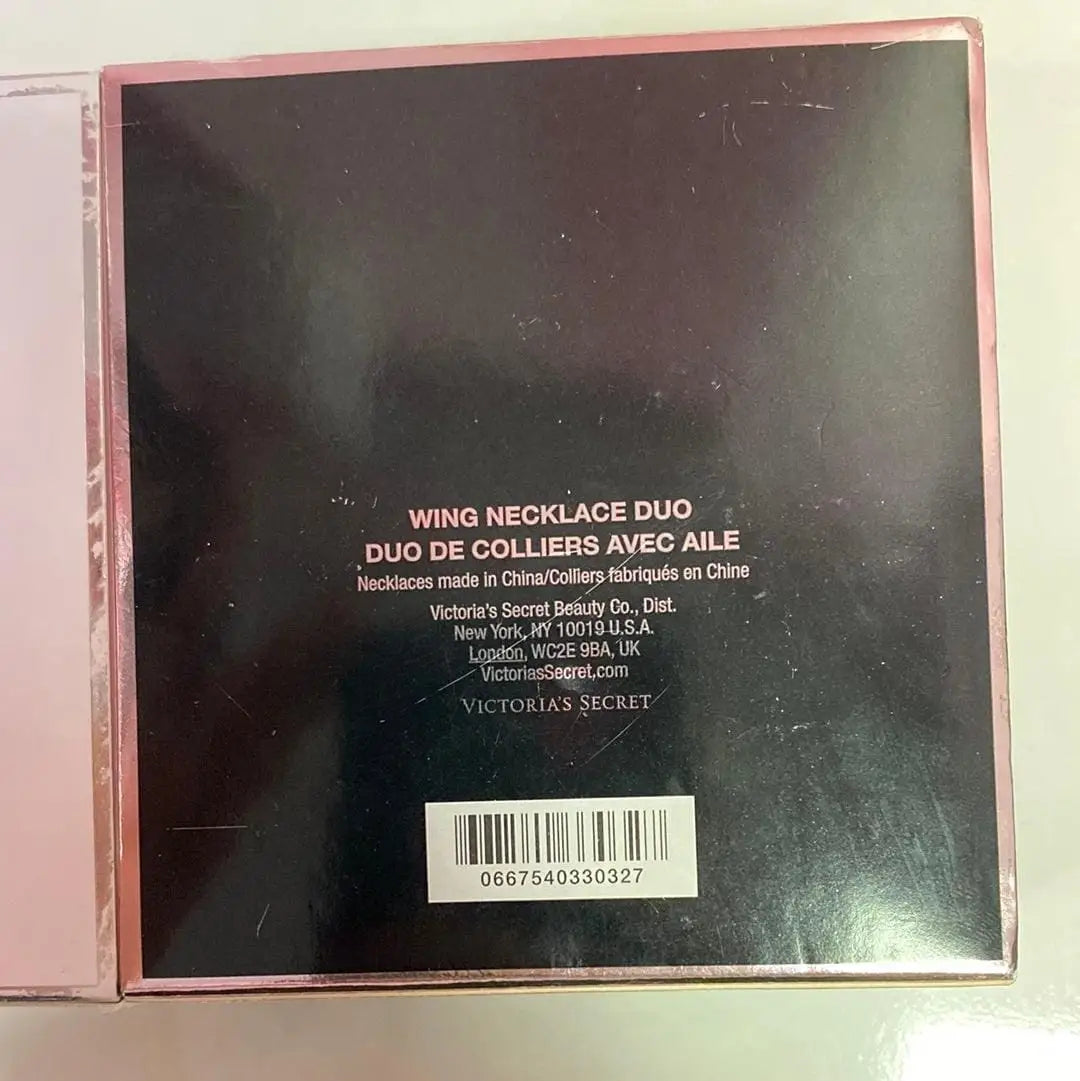 WING NECKLACE DUO
DUO DE COLLIERS AVEC AILE
Necklaces made in China/Colliers fabriqués en Chine
Victoria's Secret Beauty Co., Dist.
New York, NY 10019 U.S.A.
London, WC2E 9BA, UK
VictoriasSecret.com
VICTORIA'S SECRET
0667540330327